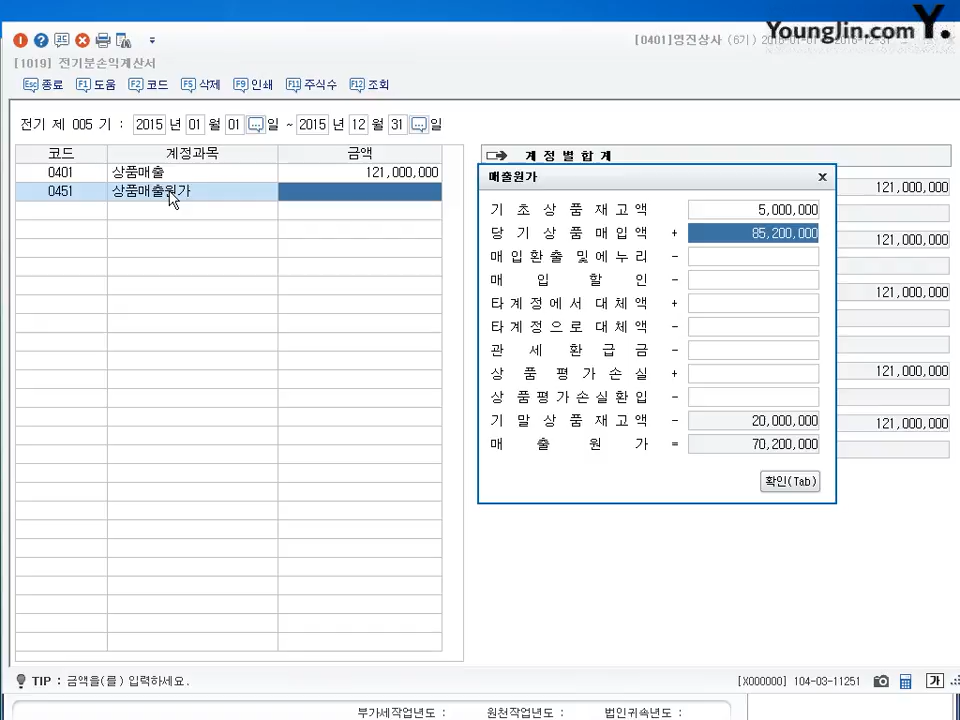 YoungJin.com Y.
[0401]영진상사 (6기)
[1019] 전기분손익계산서
Esc 종료 F1 도움 F2 코드 F5 삭제 F9 인쇄 F11 주식수 F12 조회
전기 제 005 기 : 2015 년 01 월 01 일 ~ 2015 년 12 월 31 일
코드 계정과목 금액
0401 상품매출 121,000,000
0451 상품매출원가
계 정 별 합 계
121,000,000
121,000,000
121,000,000
121,000,000
121,000,000
매출원가 x
기 초 상 품 재 고 액 5,000,000
당 기 상 품 매 입 액 + 85,200,000
매 입 환 출 및 에 누 리 -
매 입 할 인 -
타 계 정 에 서 대 체 액 +
타 계 정 으 로 대 체 액 -
관 세 환 급 금 -
상 품 평 가 손 실 +
상 품 평 가 손 실 환 입 -
기 말 상 품 재 고 액 - 20,000,000
매 출 원 가 = 70,200,000
확인(Tab)
TIP : 금액을(를) 입력하세요.
[X000000] 104-03-11251 가
부가세작업년도 : 원천작업년도 : 법인귀속년도 :